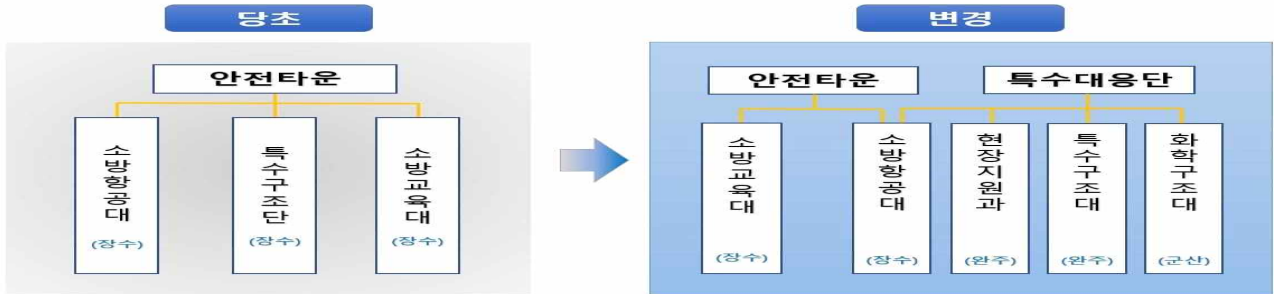 당초
변경
안전타운
소방항공대
(장수)
특수구조단
(장수)
소방교육대
(장수)
안전타운
특수대응단
소방교육대
(장수)
소방항공대
(장수)
현장지원과
(완주)
특수구조대
(완주)
화학구조대
(군산)